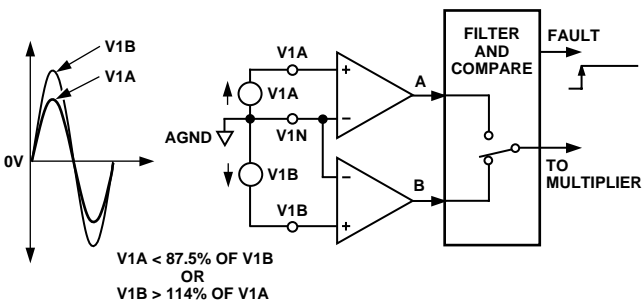 V1B
V1A
0V
AGND
V1A
V1A
V1N
V1B
V1B
A
B
FILTER
AND
COMPARE
FAULT
TO
MULTIPLIER
V1A < 87.5% OF V1B
OR
V1B > 114% OF V1A